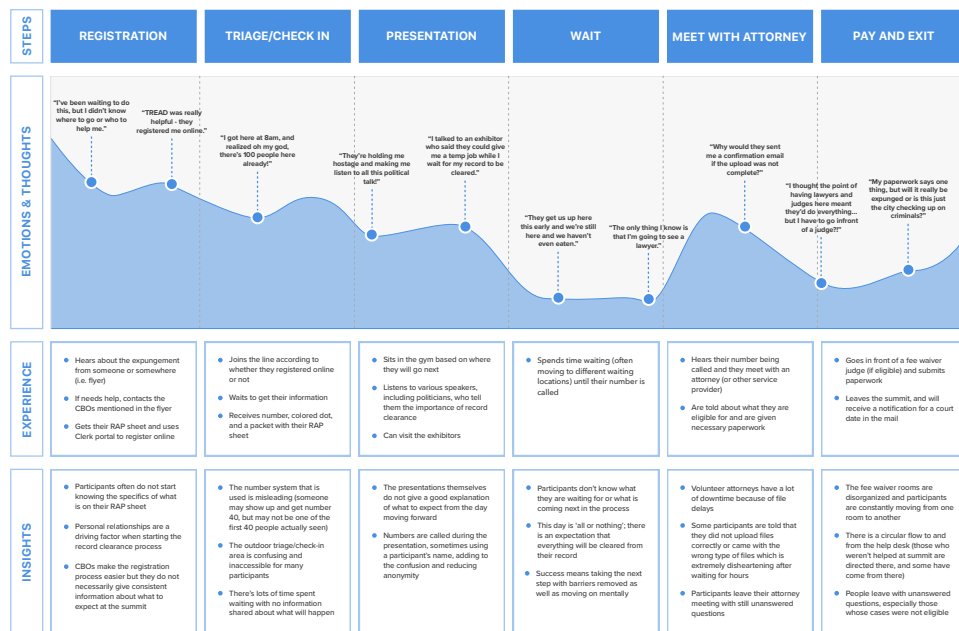 STEPS
REGISTRATION
TRIAGE/CHECK IN
PRESENTATION
WAIT
MEET WITH ATTORNEY
PAY AND EXIT
EMOTIONS & THOUGHTS
"I've been waiting to do
this, but I didn't know
where to go or who to
help me."
"TREAD was really
helpful - they
registered me online."
"I got here at 8am, and
realized oh my god,
there's 100 people here
already!"
"They're holding me
hostage and making me
listen to all this political
talk!"
"I talked to an exhibitor
who said they could give
me a temp job while I
wait for my record to be
cleared."
"They get us up here
this early and we're still
here and we haven't
even eaten."
"The only thing I know is
that I'm going to see a
lawyer."
"Why would they send
me a confirmation email
if the upload was not
complete?"
"I thought the point of
having lawyers and
judges here meant
they'd do everything...
but I have to go infront
of a judge?!"
"My paperwork says one
thing, but will it really be
expunged or is this just
the city checking up on
criminals?"
EXPERIENCE
Hears about the expungement
from someone or somewhere
(i.e. flyer)
If needs help, contacts the
CBOs mentioned in the flyer
Gets their RAP sheet and uses
Clerk portal to register online
Joins the line according to
whether they registered online
or not
Waits to get their information
Receives number, colored dot,
and a packet with their RAP
sheet
Sits in the gym based on where
they will go next
Listens to various speakers,
including politicians, who tell
them the importance of record
clearance
Can visit the exhibitors
Spends time waiting (often
moving to different waiting
locations) until their number is
called
Hears their number being
called and they meet with an
attorney (or other service
provider)
Are told about what they are
eligible for and are given
necessary paperwork
Goes in front of a fee waiver
judge (if eligible) and submits
paperwork
Leaves the summit, and will
receive a notification for a court
date in the mail
INSIGHTS
Participants often do not start
knowing the specifics of what
is on their RAP sheet
Personal relationships are a
driving factor when starting the
record clearance process
CBOs make the registration
process easier but they do not
necessarily give consistent
information about what to
expect at the summit
The number system that is
used is misleading (someone
may show up and get number
40, but may not be one of the
first 40 people actually seen)
The outdoor triage/check-in
area is confusing and
inaccessible for many
participants
There's lots of time spent
waiting with no information
shared about what will happen
The presentations themselves
do not give a good explanation
of what to expect from the day
moving forward
Numbers are called during the
presentation, sometimes using
a participant's name, adding to
the confusion and reducing
anonymity
Participants don't know what
they are waiting for or what is
coming next in the process
This day is 'all or nothing'; there
is an expectation that
everything will be cleared from
their record
Success means taking the next
step with barriers removed as
well as moving on mentally
Volunteer attorneys have a lot
of downtime because of file
delays
Some participants are told that
they did not upload files
correctly or came with the
wrong type of files which is
extremely disheartening after
waiting for hours
Participants leave their attorney
meeting with still unanswered
questions
The fee waiver rooms are
disorganized and participants
are constantly moving from one
room to another
There is a circular flow to and
from the help desk (those who
weren't helped at summit are
directed there, and some have
come from there)
People leave with unanswered
questions, especially those
whose cases were not eligible